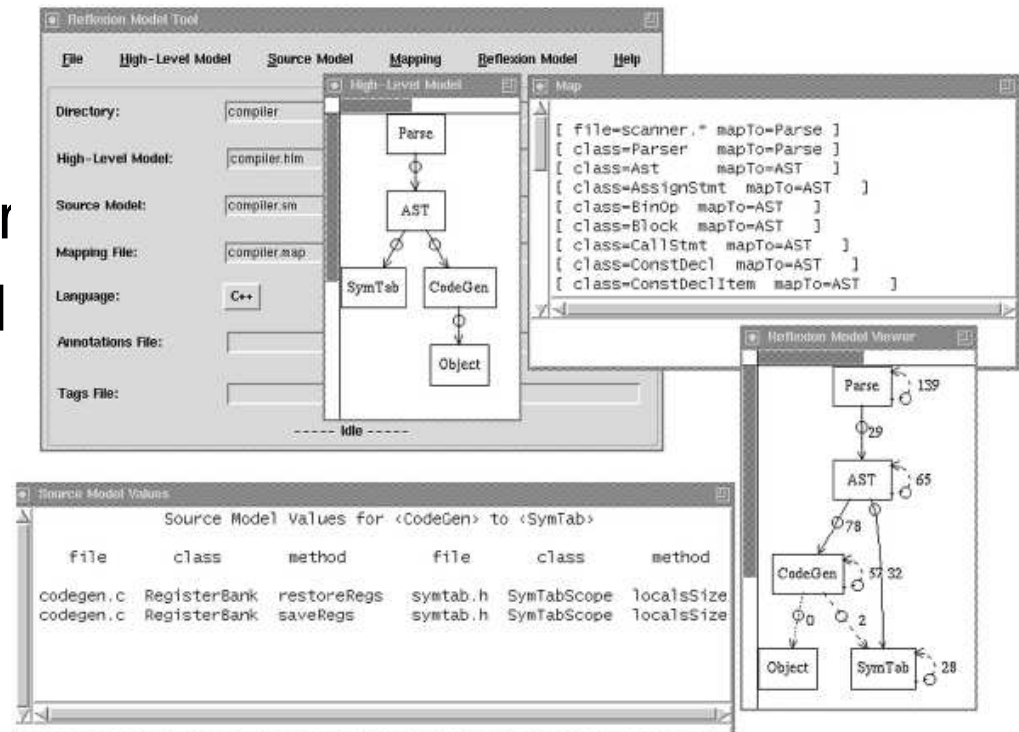 Reflexion Model Tool
File High-Level Model Source Model Mapping Reflexion Model Help
Directory: compiler
High-Level Model: compiler.hlm
Source Model: compiler.sm
Mapping File: compiler.map
Language: C++
Annotations File:
Tags File:
----- Idle -----
High-Level Model
Parse
AST
SymTab CodeGen
Object
Map
[ file=scanner.* mapTo=Parse ]
[ class=Parser mapTo=Parse ]
[ class=Ast mapTo=AST ]
[ class=AssignStmt mapTo=AST ]
[ class=BinOp mapTo=AST ]
[ class=Block mapTo=AST ]
[ class=CallStmt mapTo=AST ]
[ class=ConstDecl mapTo=AST ]
[ class=ConstDeclItem mapTo=AST ]
Reflexion Model Viewer
Parse 139
29
AST 65
78
CodeGen 57 32
0 2
Object SymTab 28
Source Model Values
Source Model Values for <CodeGen> to <SymTab>
file class method file class method
codegen.c RegisterBank restoreRegs symtab.h SymTabScope localsSize
codegen.c RegisterBank saveRegs symtab.h SymTabScope localsSize